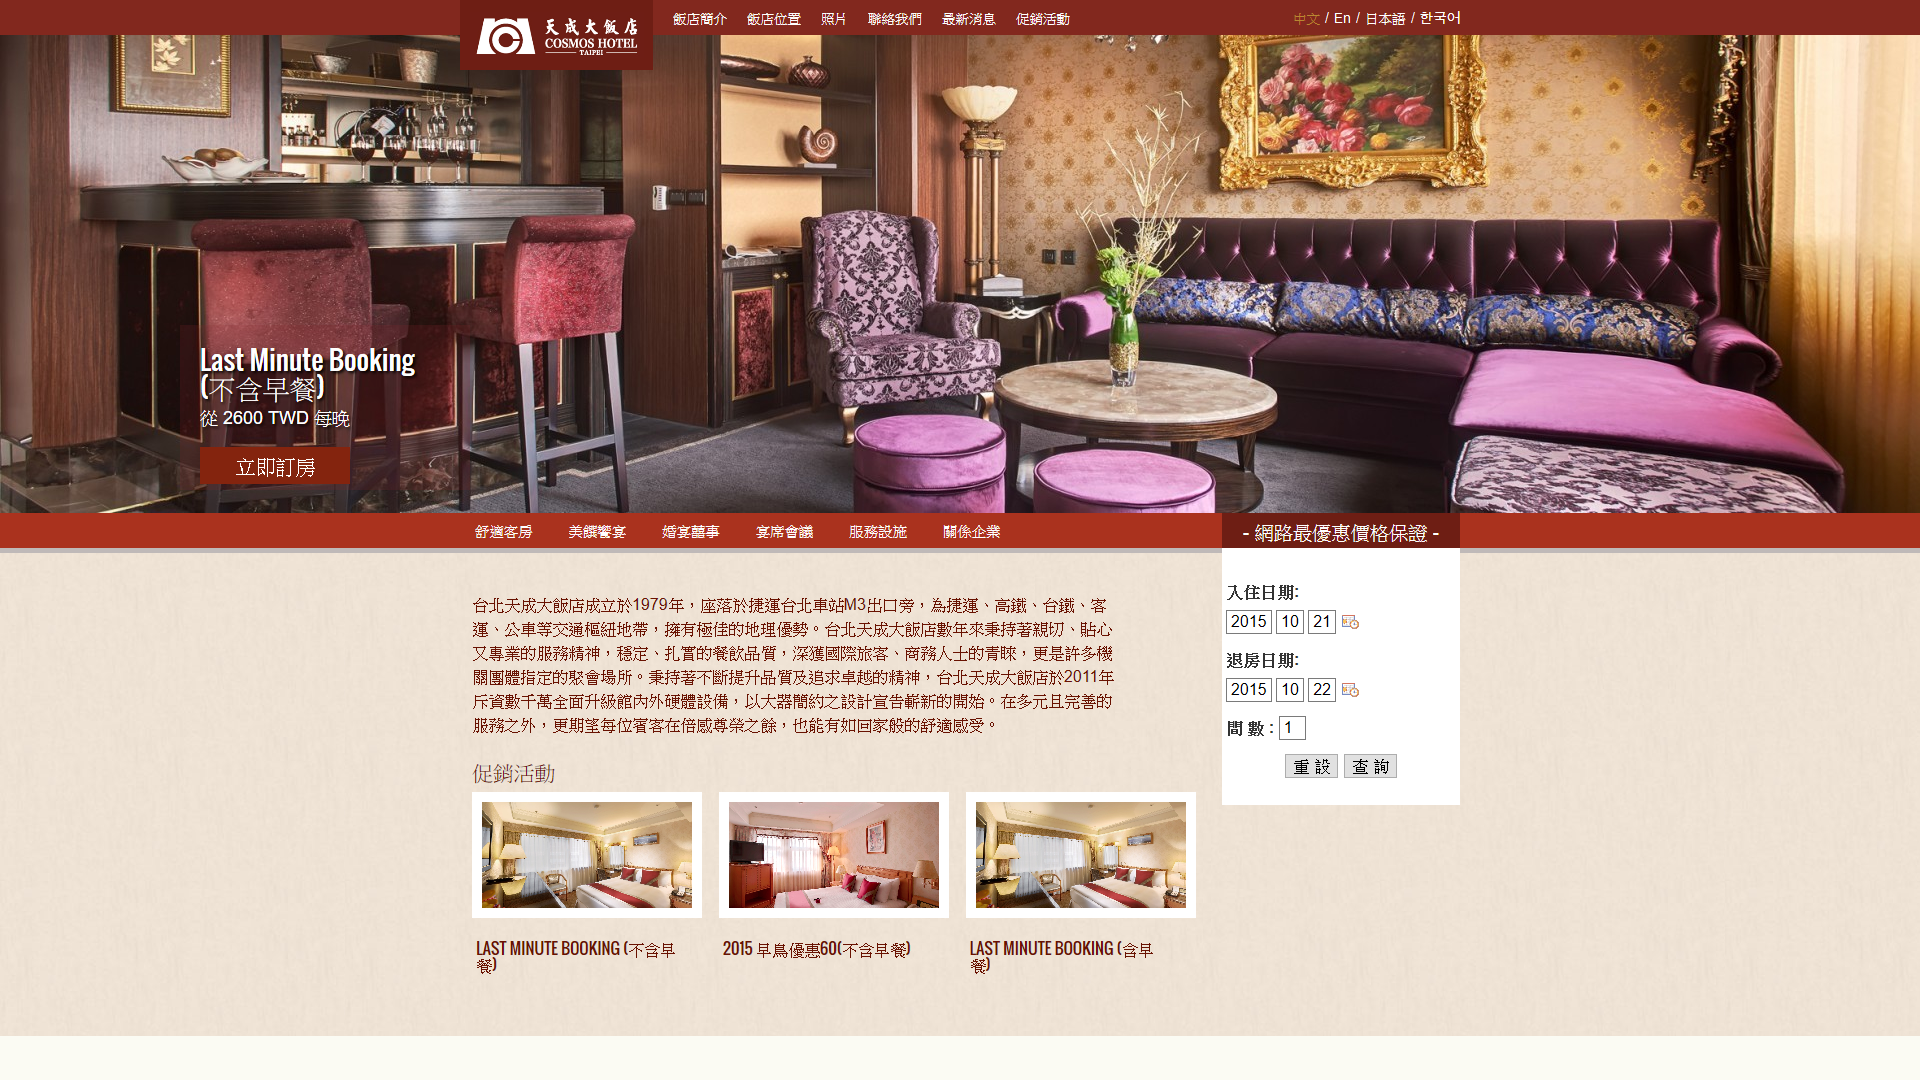 天成大飯店
COSMOS HOTEL
TAIPEI
飯店簡介 飯店位置 照片 聯絡我們 最新消息 促銷活動
中文 / En / 日本語 / 한국어
Last Minute Booking
(不含早餐)
從 2600 TWD 每晚
立即訂房
舒適客房 美饌饗宴 婚宴囍事 宴席會議 服務設施 關係企業
- 網路最優惠價格保證 -
台北天成大飯店成立於1979年，座落於捷運台北車站M3出口旁，為捷運、高鐵、台鐵、客
運、公車等交通樞紐地帶，擁有極佳的地理優勢。台北天成大飯店數年來秉持著親切、貼心
又專業的服務精神，穩定、扎實的餐飲品質，深獲國際旅客、商務人士的青睞，更是許多機
關團體指定的聚會場所。秉持著不斷提升品質及追求卓越的精神，台北天成大飯店於2011年
斥資數千萬全面升級館內外硬體設備，以大器簡約之設計宣告嶄新的開始。在多元且完善的
服務之外，更期望每位賓客在倍感尊榮之餘，也能有如回家般的舒適感受。
入住日期:
2015 10 21
退房日期:
2015 10 22
間 數 : 1
重 設 查 詢
促銷活動
LAST MINUTE BOOKING (不含早
餐)
2015 早鳥優惠60(不含早餐)
LAST MINUTE BOOKING (含早
餐)